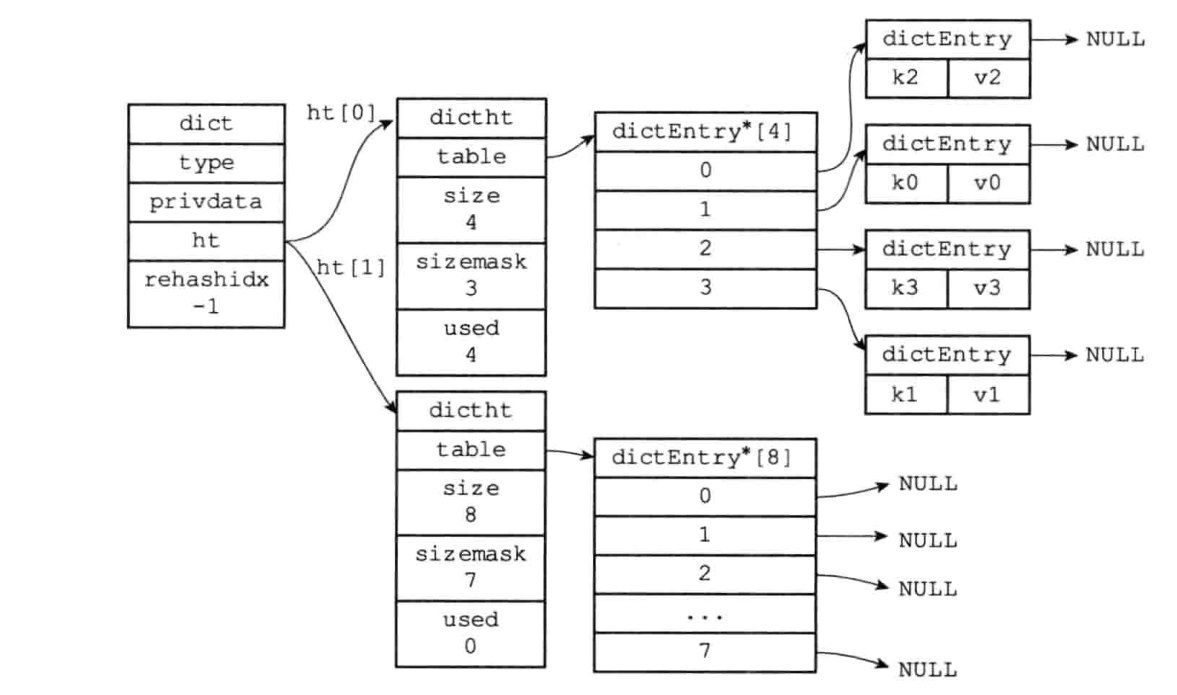 dict
type
privdata
ht
rehashidx
-1
ht[0]
ht[1]
dictht
table
size
4
sizemask
3
used
4
dictht
table
size
8
sizemask
7
used
0
dictEntry*[4]
0
1
2
3
dictEntry*[8]
0
1
2
...
7
dictEntry
k2 v2
NULL
dictEntry
k0 v0
NULL
dictEntry
k3 v3
NULL
dictEntry
k1 v1
NULL
NULL
NULL
NULL
NULL